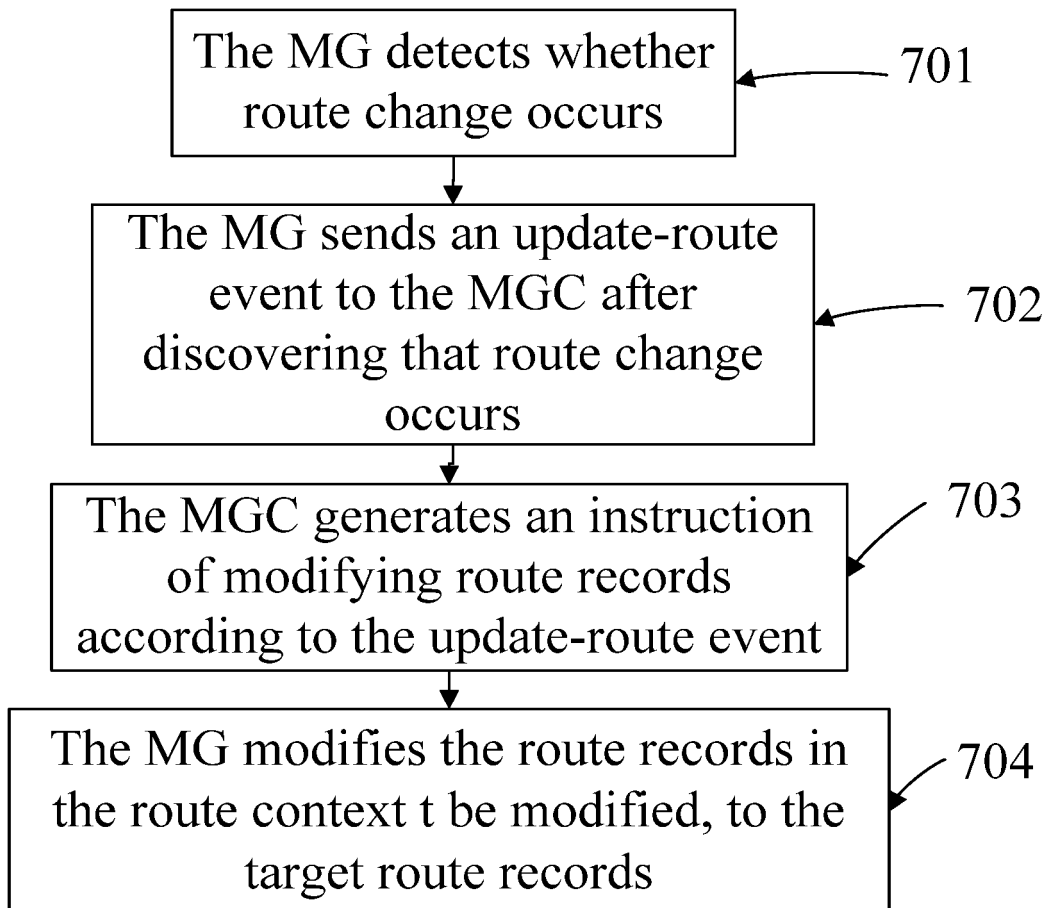 The MG detects whether
route change occurs
701
The MG sends an update-route
event to the MGC after
discovering that route change
occurs
702
The MGC generates an instruction
of modifying route records
according to the update-route event
703
The MG modifies the route records in
the route context t be modified, to the
target route records
704